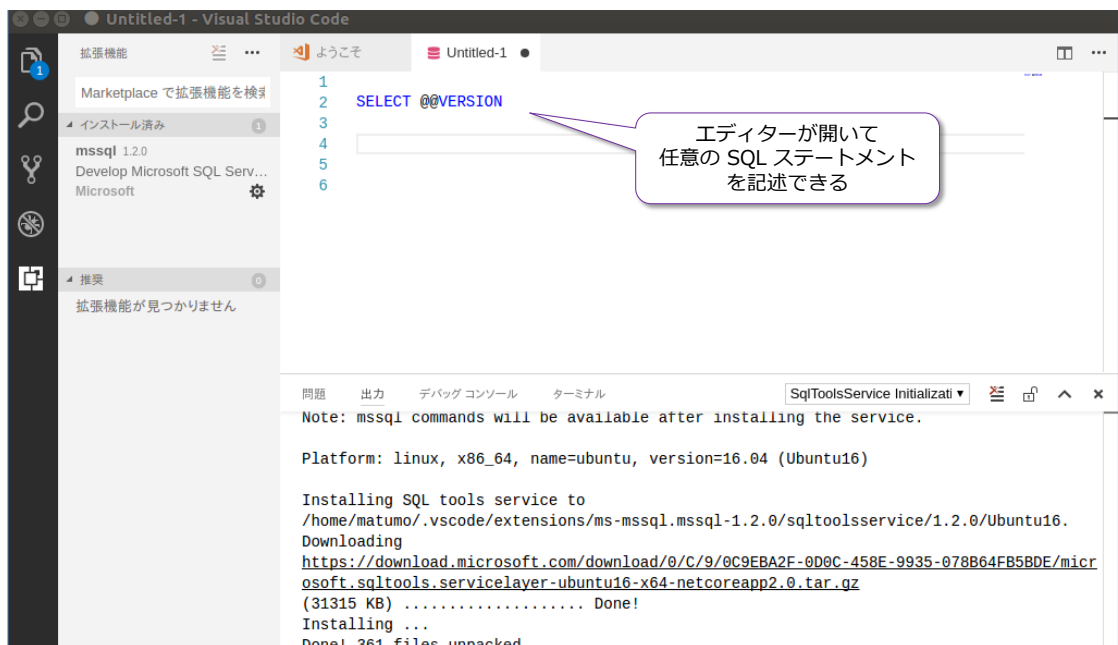 Untitled-1 - Visual Studio Code
拡張機能
ようこそ
Untitled-1
1
Marketplace で拡張機能を検索
インストール済み 1
mssql 1.2.0
Develop Microsoft SQL Serv...
Microsoft
推奨 0
拡張機能が見つかりません
1
2 SELECT @@VERSION
3
4
5
6
エディターが開いて
任意の SQL ステートメント
を記述できる
問題 出力 デバッグ コンソール ターミナル SqlToolsService Initializati
Note: mssql commands will be available after installing the service.
Platform: linux, x86_64, name=ubuntu, version=16.04 (Ubuntu16)
Installing SQL tools service to
/home/matumo/.vscode/extensions/ms-mssql.mssql-1.2.0/sqltoolsservice/1.2.0/Ubuntu16.
Downloading
https://download.microsoft.com/download/0/C/9/0C9EBA2F-0D0C-458E-9935-078B64FB5BDE/micr
osoft.sqltools.servicelayer-ubuntu16-x64-netcoreapp2.0.tar.gz
(31315 KB) .................... Done!
Installing ...
Done! 361 files unpacked